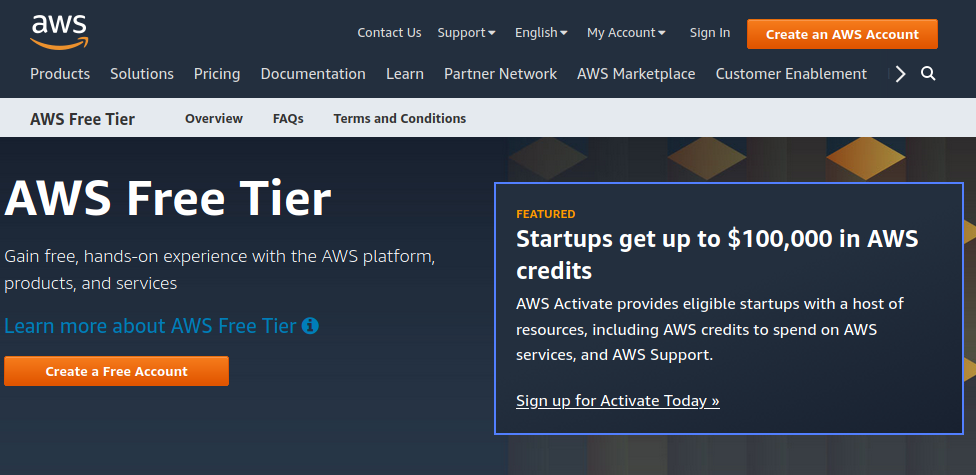 aws
Contact Us Support English My Account Sign In Create an AWS Account
Products Solutions Pricing Documentation Learn Partner Network AWS Marketplace Customer Enablement
AWS Free Tier Overview FAQs Terms and Conditions
AWS Free Tier
Gain free, hands-on experience with the AWS platform,
products, and services
Learn more about AWS Free Tier
Create a Free Account
FEATURED
Startups get up to $100,000 in AWS
credits
AWS Activate provides eligible startups with a host of
resources, including AWS credits to spend on AWS
services, and AWS Support.
Sign up for Activate Today »